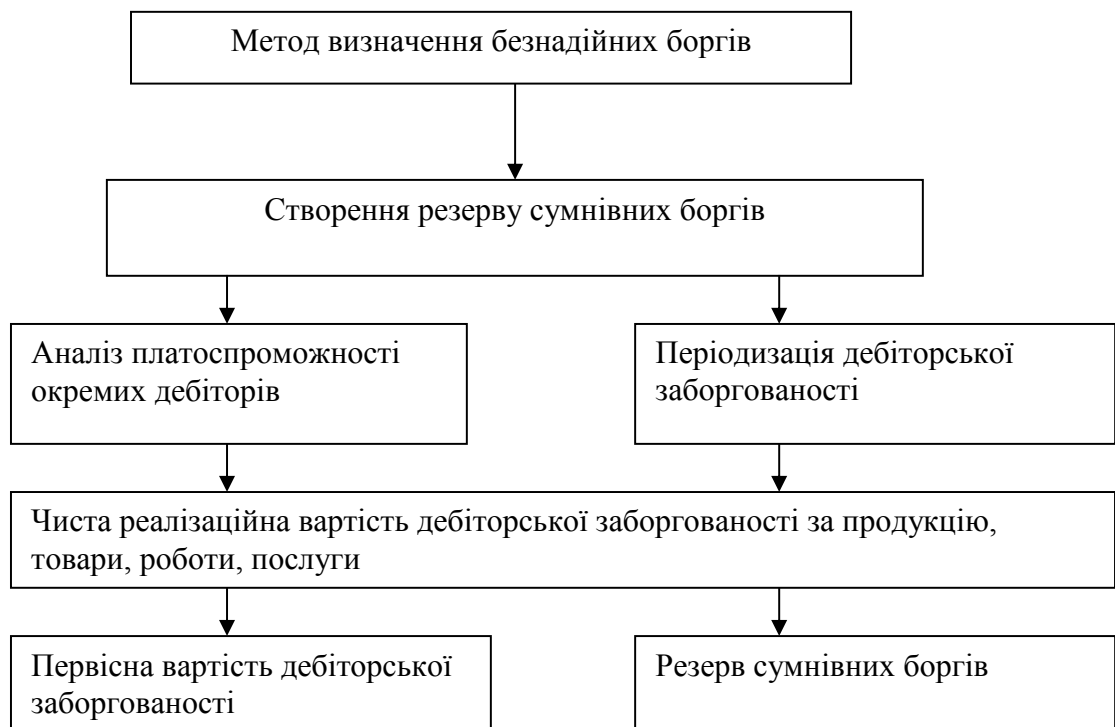 Метод визначення безнадійних боргів
Створення резерву сумнівних боргів
Аналіз платоспроможності
окремих дебіторів
Періодизація дебіторської
заборгованості
Чиста реалізаційна вартість дебіторської заборгованості за продукцію,
товари, роботи, послуги
Первісна вартість дебіторської
заборгованості
Резерв сумнівних боргів